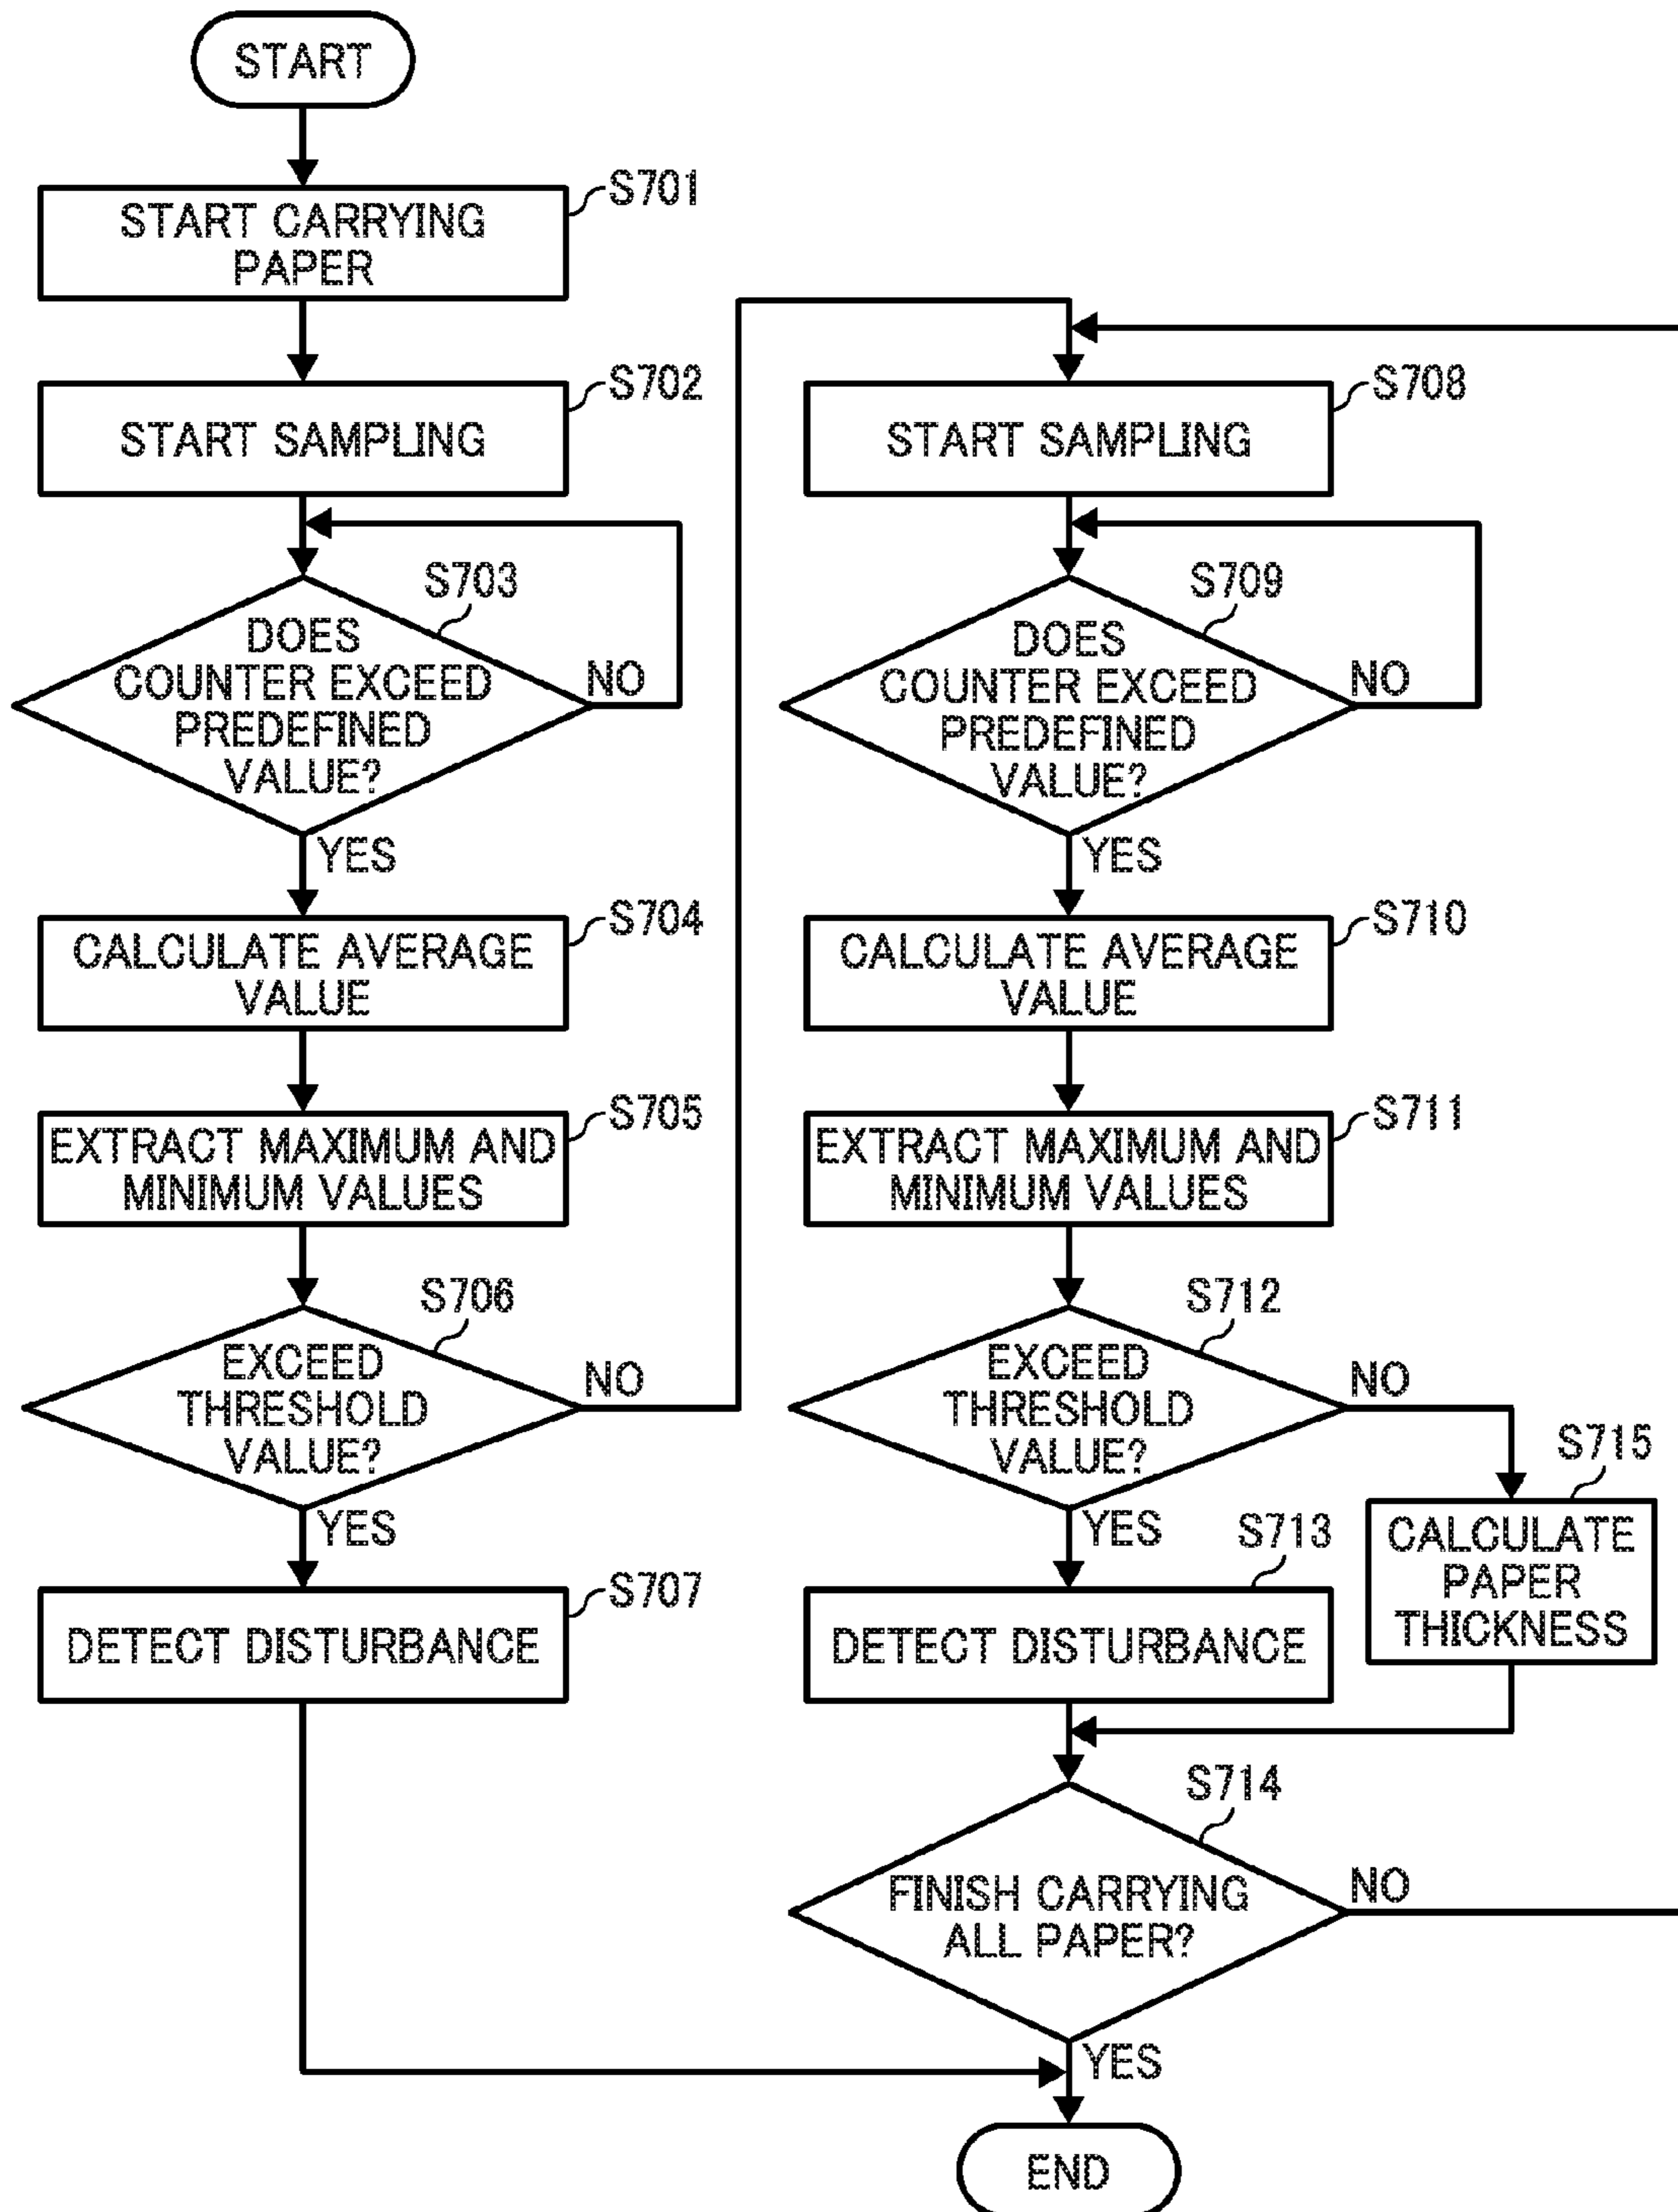 START
S701
START CARRYING
PAPER
S702
START SAMPLING
S703
DOES
COUNTER EXCEED
PREDEFINED
VALUE?
NO
YES
S704
CALCULATE AVERAGE
VALUE
S705
EXTRACT MAXIMUM AND
MINIMUM VALUES
S706
EXCEED
THRESHOLD
VALUE?
NO
YES
S707
DETECT DISTURBANCE
S708
START SAMPLING
S709
DOES
COUNTER EXCEED
PREDEFINED
VALUE?
NO
YES
S710
CALCULATE AVERAGE
VALUE
S711
EXTRACT MAXIMUM AND
MINIMUM VALUES
S712
EXCEED
THRESHOLD
VALUE?
NO
YES
S715
CALCULATE
PAPER
THICKNESS
S713
DETECT DISTURBANCE
S714
FINISH CARRYING
ALL PAPER?
NO
YES
END